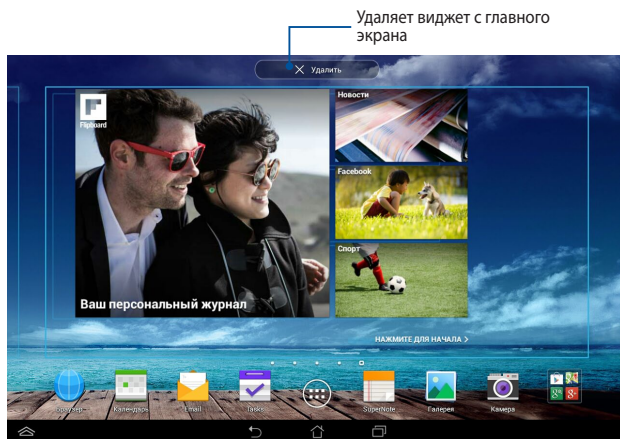 Удаляет виджет с главного
экрана
Удалить
Flipboard
Новости
Facebook
Спорт
Ваш персональный журнал
НАЖМИТЕ ДЛЯ НАЧАЛА >
Браузер
Календарь
Email
Tasks
SuperNote
Галерея
Камера